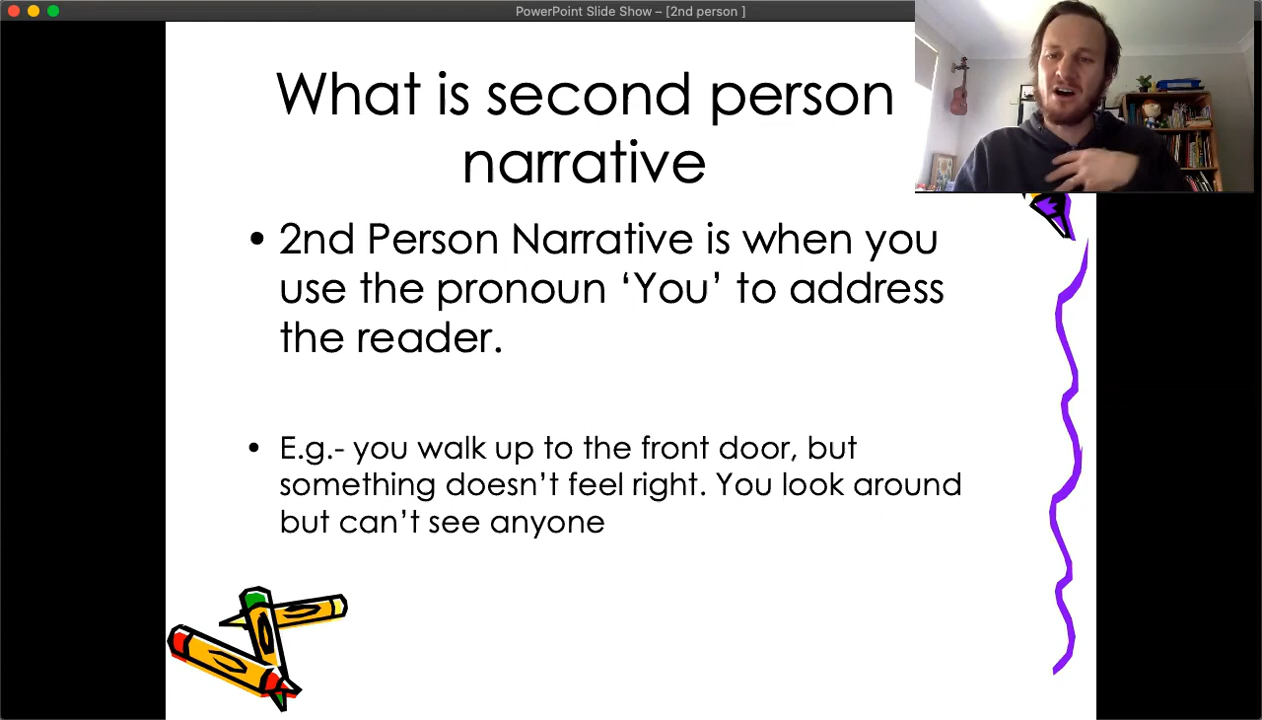 PowerPoint Slide Show – [2nd person ]
What is second person
narrative
• 2nd Person Narrative is when you
use the pronoun ‘You’ to address
the reader.
• E.g.- you walk up to the front door, but
something doesn’t feel right. You look around
but can’t see anyone